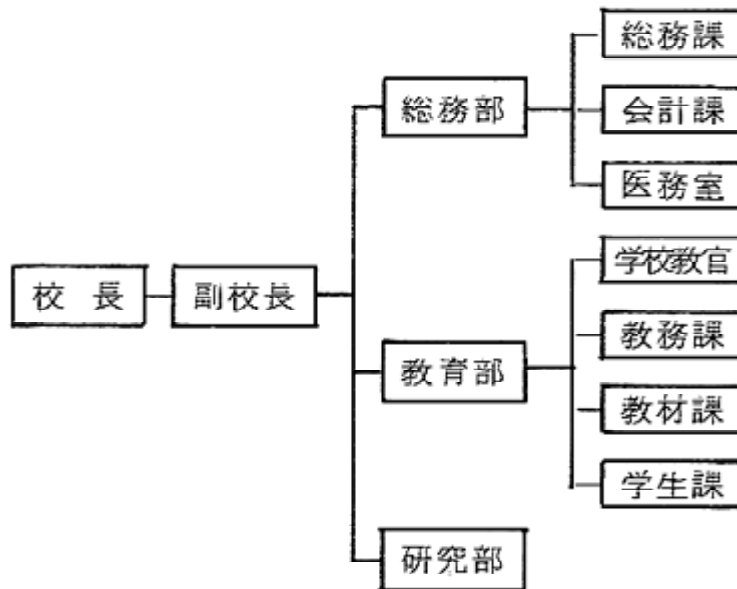 校長
副校長
総務部
総務課
会計課
医務室
教育部
学校教官
教務課
教材課
学生課
研究部